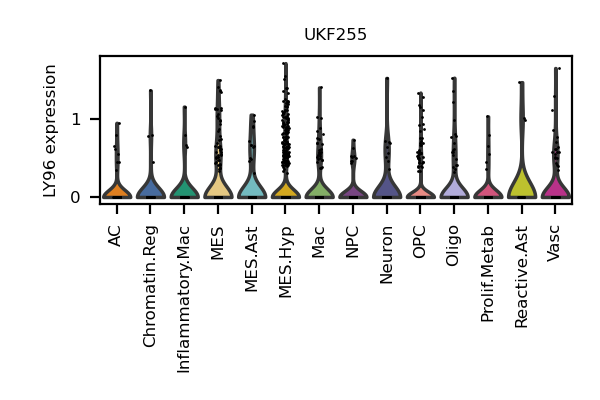 UKF255
LY96 expression
1
0
AC
Chromatin.Reg
Inflammatory.Mac
MES
MES.Ast
MES.Hyp
Mac
NPC
Neuron
OPC
Oligo
Prolif.Metab
Reactive.Ast
Vasc